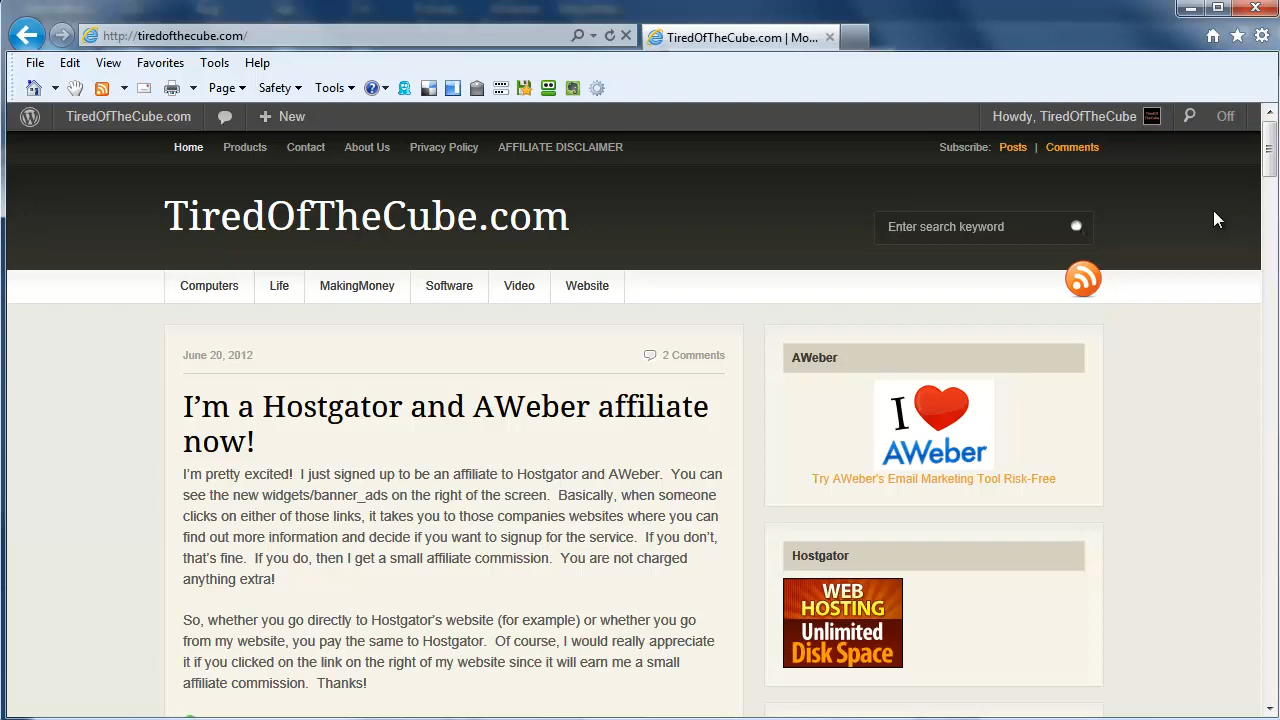 http://tiredofthecube.com/
TiredOfTheCube.com | Mo...
File Edit View Favorites Tools Help
Page Safety Tools
TiredOfTheCube.com + New Howdy, TiredOfTheCube Off
Home Products Contact About Us Privacy Policy AFFILIATE DISCLAIMER Subscribe: Posts | Comments
TiredOfTheCube.com
Enter search keyword
Computers Life MakingMoney Software Video Website
June 20, 2012 2 Comments
I'm a Hostgator and AWeber affiliate
now!
I'm pretty excited! I just signed up to be an affiliate to Hostgator and AWeber. You can
see the new widgets/banner_ads on the right of the screen. Basically, when someone
clicks on either of those links, it takes you to those companies websites where you can
find out more information and decide if you want to signup for the service. If you don't,
that's fine. If you do, then I get a small affiliate commission. You are not charged
anything extra!
So, whether you go directly to Hostgator's website (for example) or whether you go
from my website, you pay the same to Hostgator. Of course, I would really appreciate
it if you clicked on the link on the right of my website since it will earn me a small
affiliate commission. Thanks!
AWeber
I
AWeber
Try AWeber's Email Marketing Tool Risk-Free
Hostgator
WEB
HOSTING
Unlimited
Disk Space